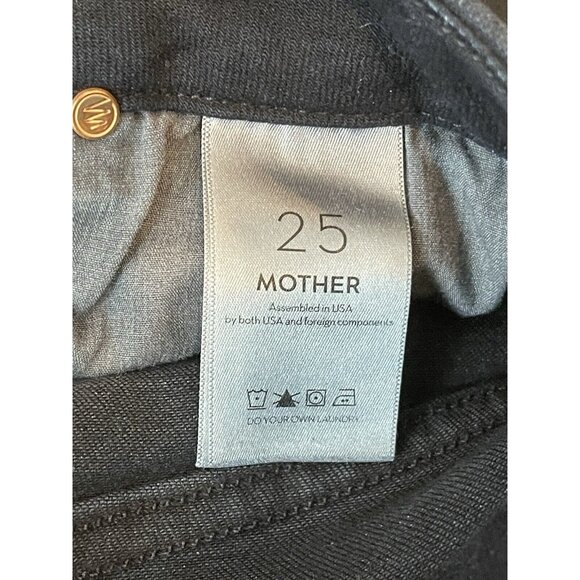 25
MOTHER
Assembled in USA
by both USA and foreign components
DO YOUR OWN LAUNDRY